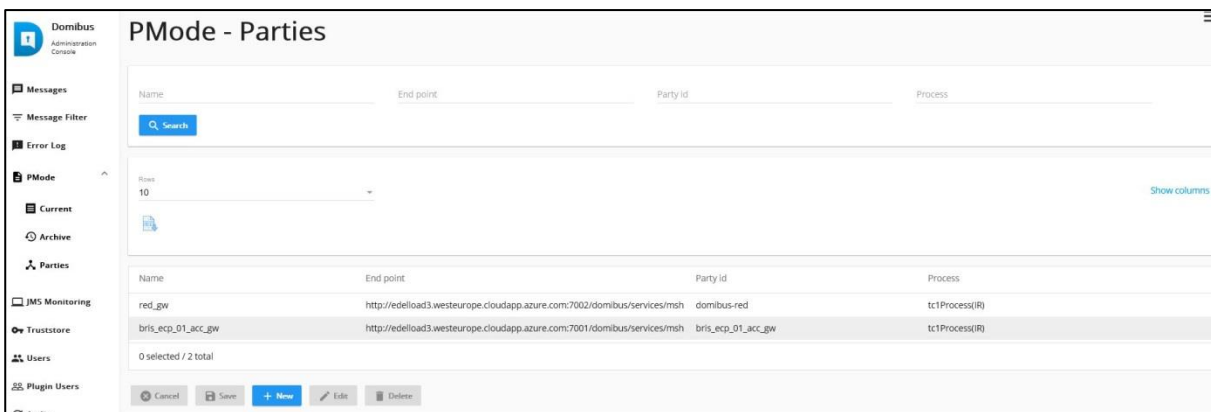 Domibus
Administration
Console
PMode - Parties
Messages
Message Filter
Error Log
PMode
Current
Archive
Parties
JMS Monitoring
Truststore
Users
Plugin Users
Name End point Party id Process
Search
Rows
10
Show columns
Name End point Party id Process
red_gw http://edelload3.westeurope.cloudapp.azure.com:7002/domibus/services/msh domibus-red tc1Process(IR)
bris_ecp_01_acc_gw http://edelload3.westeurope.cloudapp.azure.com:7001/domibus/services/msh bris_ecp_01_acc_gw tc1Process(IR)
0 selected / 2 total
Cancel Save + New Edit Delete